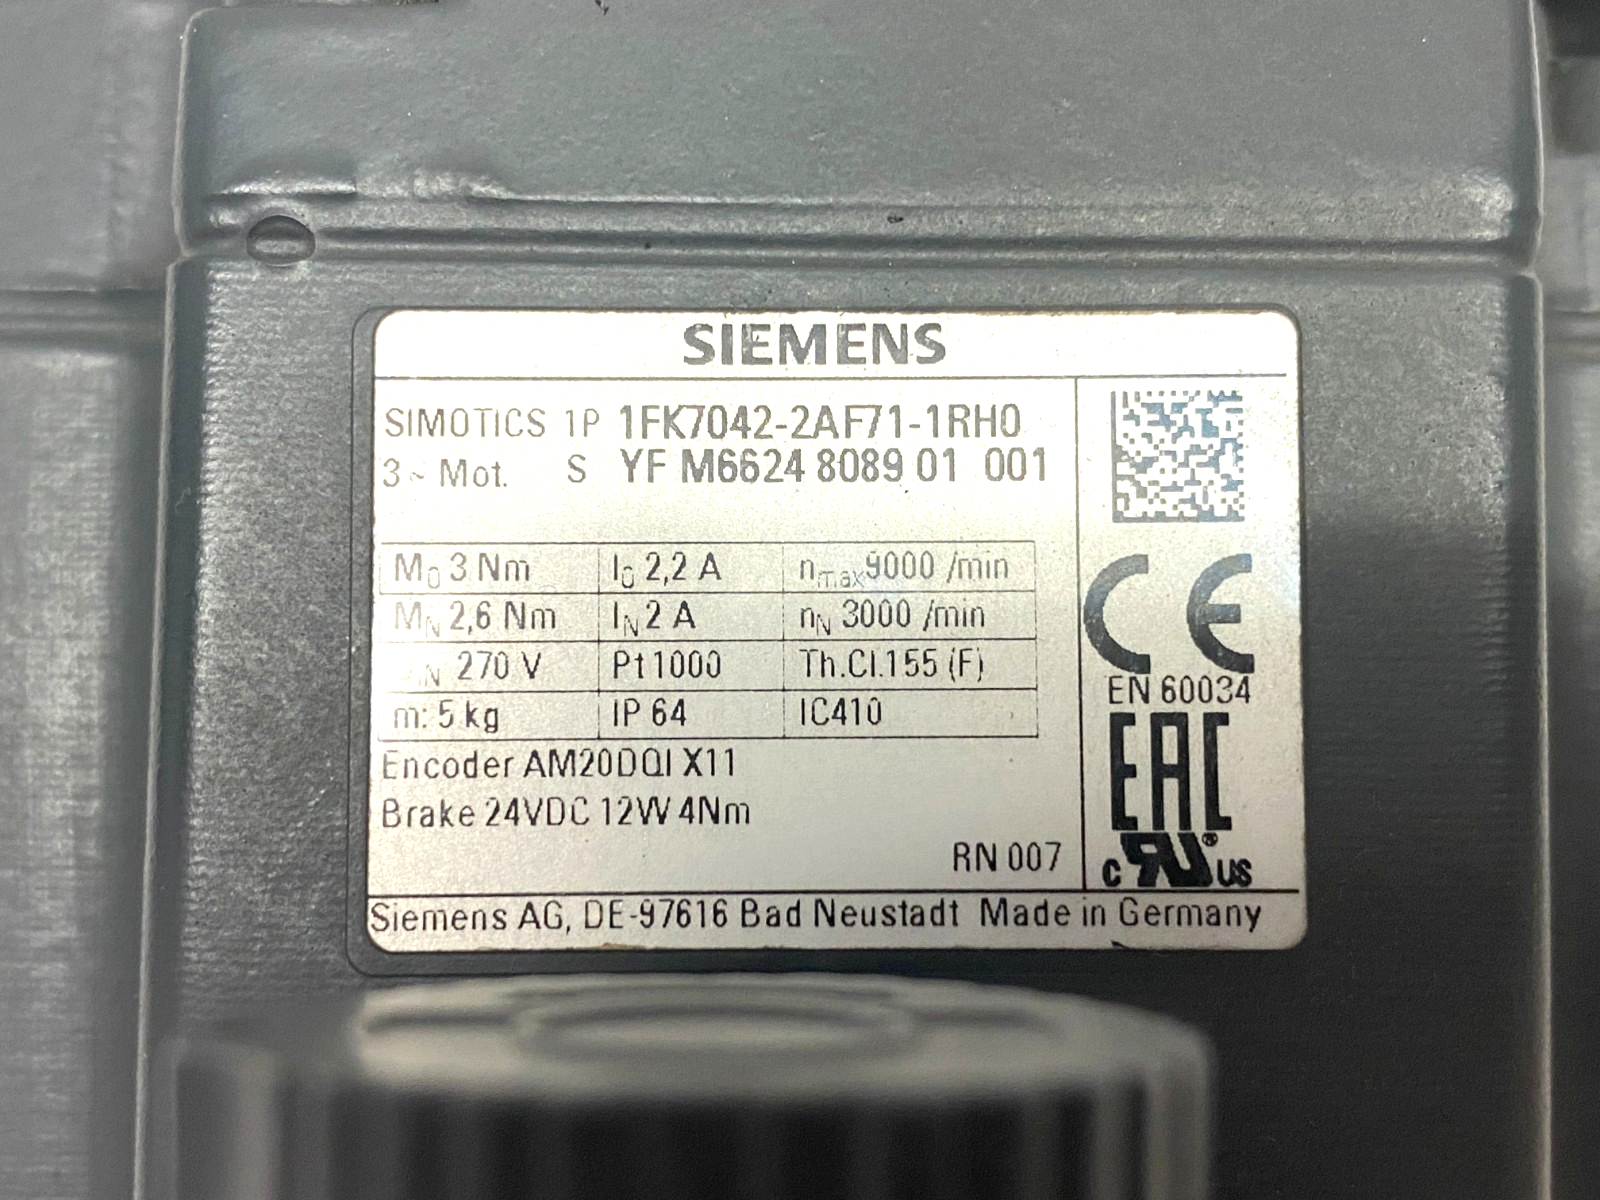 SIEMENS
SIMOTICS 1P 1FK7042-2AF71-1RH0
3 ~ Mot. S YF M6624 8089 01 001
M0 3 Nm I0 2,2 A nmax 9000 /min
MN 2,6 Nm IN 2 A nN 3000 /min
N 270 V Pt1000 Th.Cl.155 (F)
m: 5 kg IP 64 IC410
Encoder AM20DQI X11
Brake 24VDC 12W 4Nm
RN 007
CE
EN 60034
EAC
c RU ® US
Siemens AG, DE-97616 Bad Neustadt Made in Germany